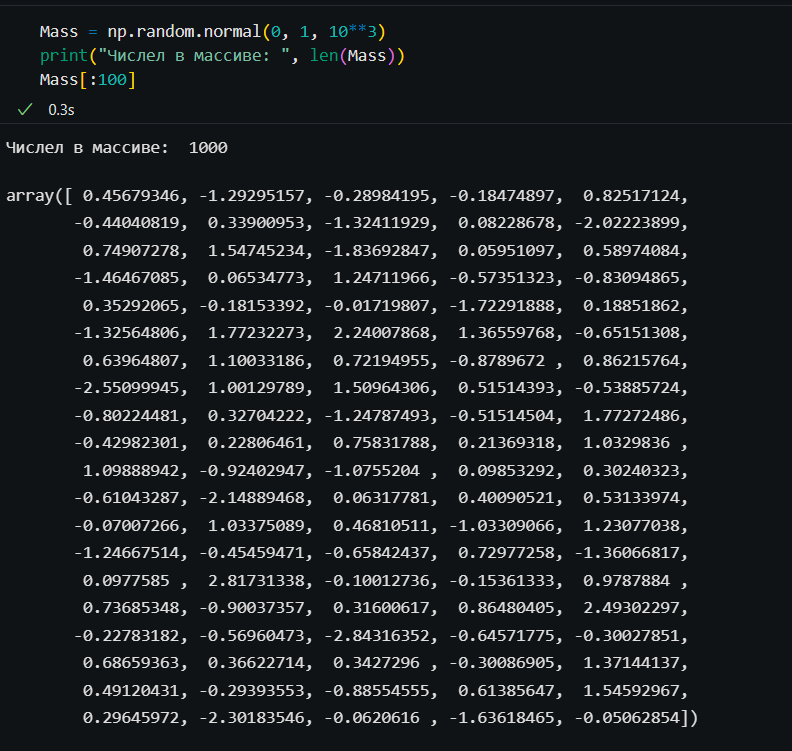 Mass = np.random.normal(0, 1, 10**3)
print("Числел в массиве: ", len(Mass))
Mass[:100]
0.3s
Числел в массиве:  1000
array([ 0.45679346, -1.29295157, -0.28984195, -0.18474897,  0.82517124,
-0.44040819,  0.33900953, -1.32411929,  0.08228678, -2.02223899,
0.74907278,  1.54745234, -1.83692847,  0.05951097,  0.58974084,
-1.46467085,  0.06534773,  1.24711966, -0.57351323, -0.83094865,
0.35292065, -0.18153392, -0.01719807, -1.72291888,  0.18851862,
-1.32564806,  1.77232273,  2.24007868,  1.36559768, -0.65151308,
0.63964807,  1.10033186,  0.72194955, -0.8789672 ,  0.86215764,
-2.55099945,  1.00129789,  1.50964306,  0.51514393, -0.53885724,
-0.80224481,  0.32704222, -1.24787493, -0.51514504,  1.77272486,
-0.42982301,  0.22806461,  0.75831788,  0.21369318,  1.0329836 ,
1.09888942, -0.92402947, -1.0755204 ,  0.09853292,  0.30240323,
-0.61043287, -2.14889468,  0.06317781,  0.40090521,  0.53133974,
-0.07007266,  1.03375089,  0.46810511, -1.03309066,  1.23077038,
-1.24667514, -0.45459471, -0.65842437,  0.72977258, -1.36066817,
0.0977585 ,  2.81731338, -0.10012736, -0.15361333,  0.9787884 ,
0.73685348, -0.90037357,  0.31600617,  0.86480405,  2.49302297,
-0.22783182, -0.56960473, -2.84316352, -0.64571775, -0.30027851,
0.68659363,  0.36622714,  0.3427296 , -0.30086905,  1.37144137,
0.49120431, -0.29393553, -0.88554555,  0.61385647,  1.54592967,
0.29645972, -2.30183546, -0.0620616 , -1.63618465, -0.05062854])